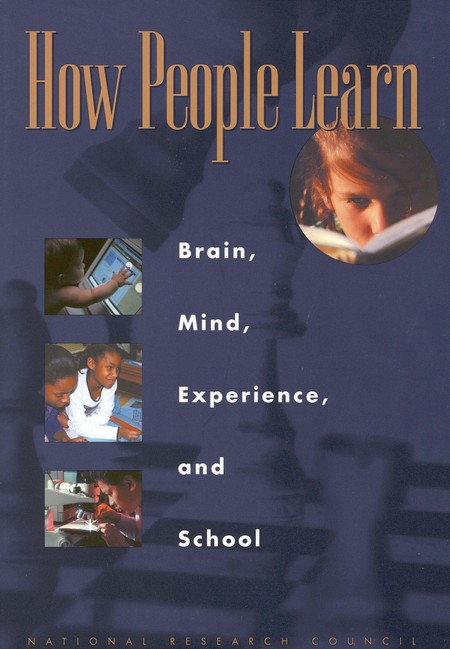 How People Learn
Brain,
Mind,
Experience,
and
School
NATIONAL RESEARCH COUNCIL